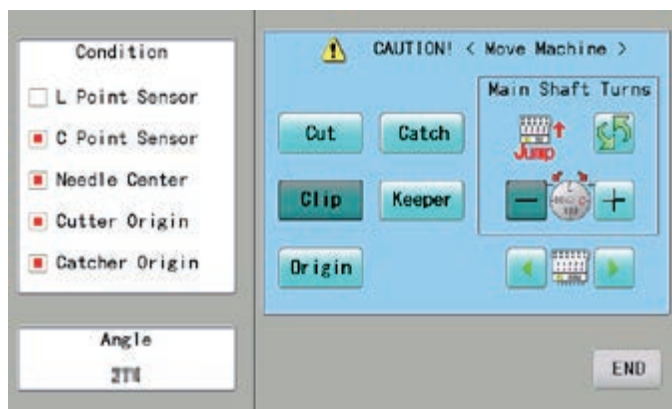 Condition
L Point Sensor
C Point Sensor
Needle Center
Cutter Origin
Catcher Origin
Angle
CAUTION! < Move Machine >
Main Shaft Turns
Cut
Catch
Jump
Clip
Keeper
Origin
END